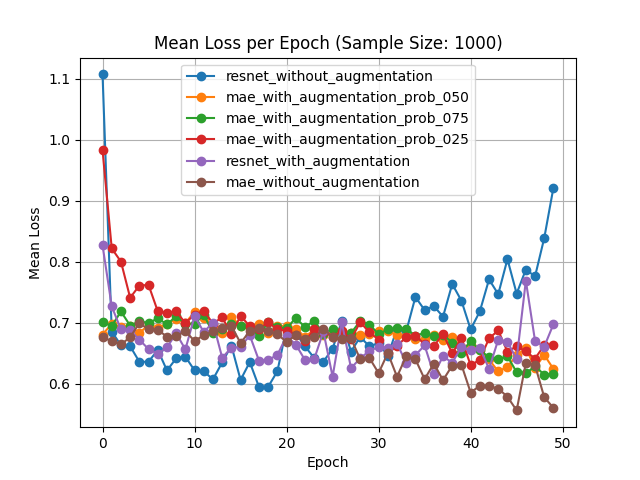 Mean Loss per Epoch (Sample Size: 1000)
resnet_without_augmentation
mae_with_augmentation_prob_050
mae_with_augmentation_prob_075
mae_with_augmentation_prob_025
resnet_with_augmentation
mae_without_augmentation
Mean Loss
1.1
1.0
0.9
0.8
0.7
0.6
0
10
20
30
40
50
Epoch